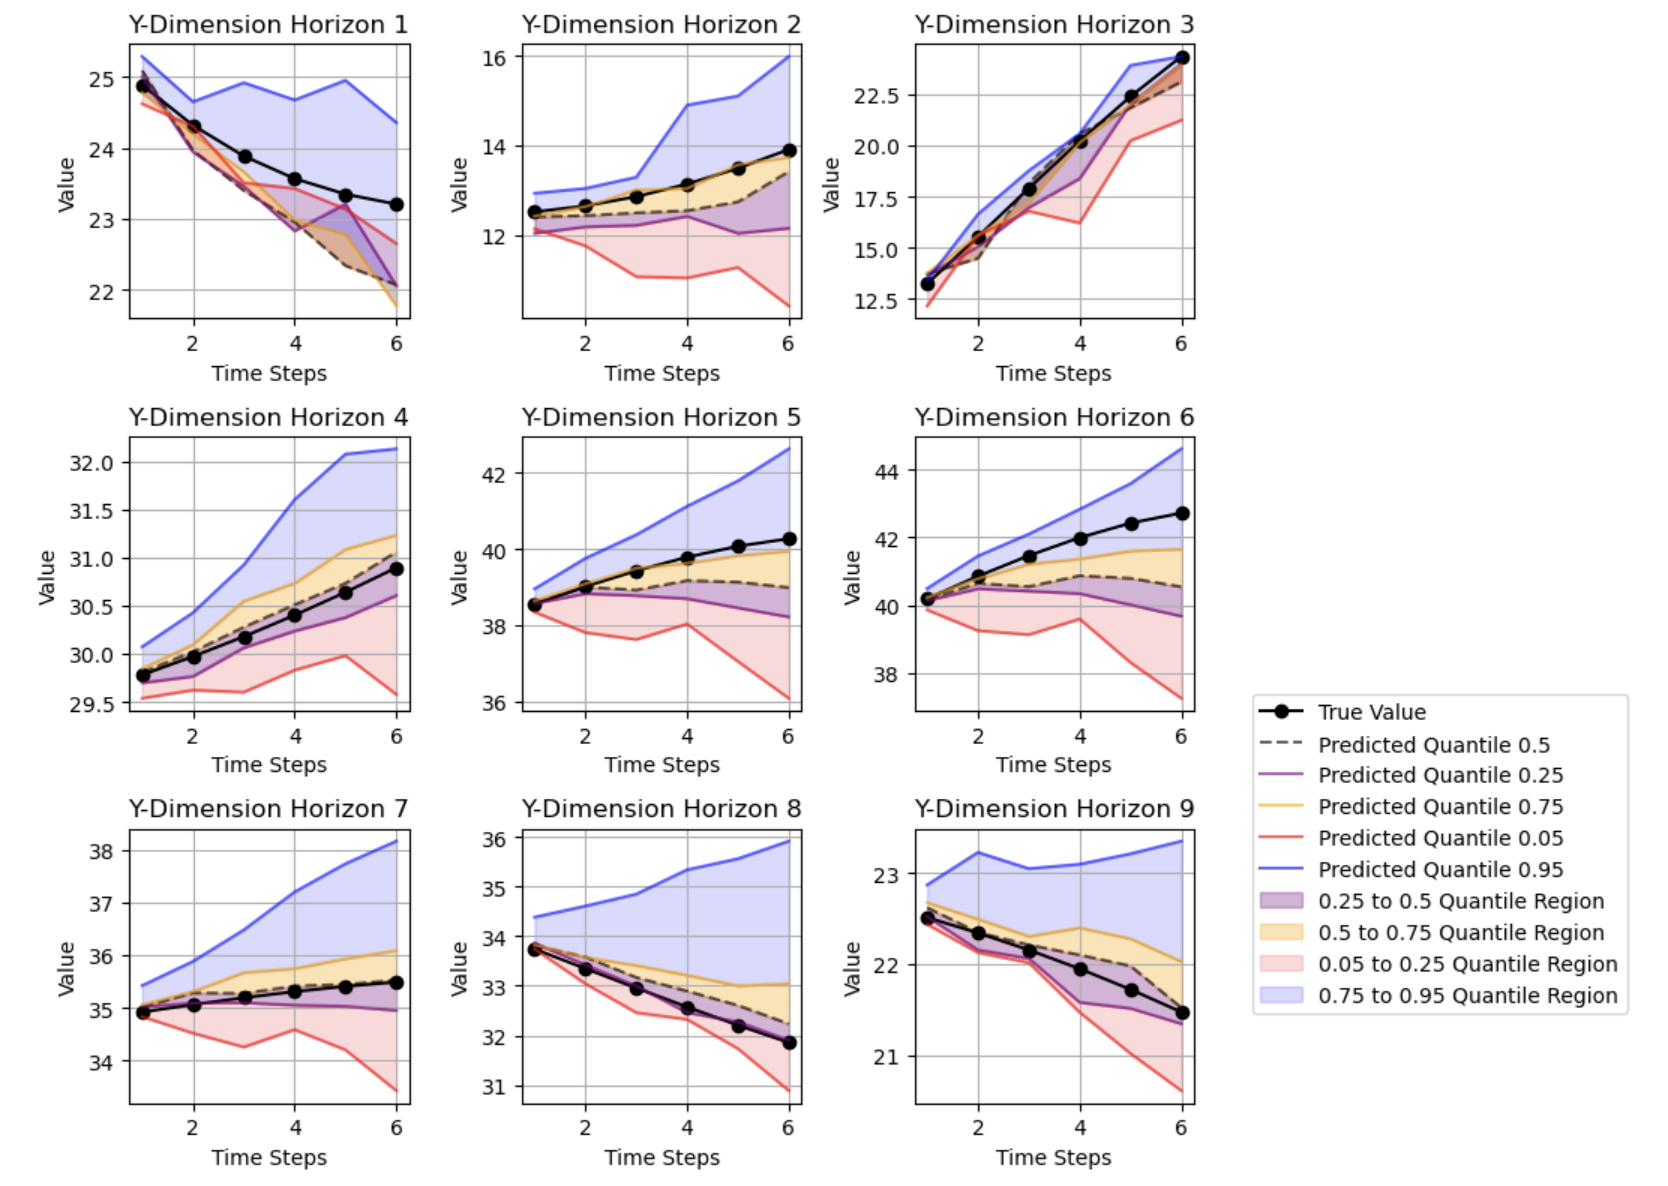 Y-Dimension Horizon 1
Value
25
24
23
22
2 4 6
Time Steps
Y-Dimension Horizon 2
Value
16
14
12
2 4 6
Time Steps
Y-Dimension Horizon 3
Value
22.5
20.0
17.5
15.0
12.5
2 4 6
Time Steps
Y-Dimension Horizon 4
Value
32.0
31.5
31.0
30.5
30.0
29.5
2 4 6
Time Steps
Y-Dimension Horizon 5
Value
42
40
38
36
2 4 6
Time Steps
Y-Dimension Horizon 6
Value
44
42
40
38
2 4 6
Time Steps
Y-Dimension Horizon 7
Value
38
37
36
35
34
2 4 6
Time Steps
Y-Dimension Horizon 8
Value
36
35
34
33
32
31
2 4 6
Time Steps
Y-Dimension Horizon 9
Value
23
22
21
2 4 6
Time Steps
True Value
Predicted Quantile 0.5
Predicted Quantile 0.25
Predicted Quantile 0.75
Predicted Quantile 0.05
Predicted Quantile 0.95
0.25 to 0.5 Quantile Region
0.5 to 0.75 Quantile Region
0.05 to 0.25 Quantile Region
0.75 to 0.95 Quantile Region